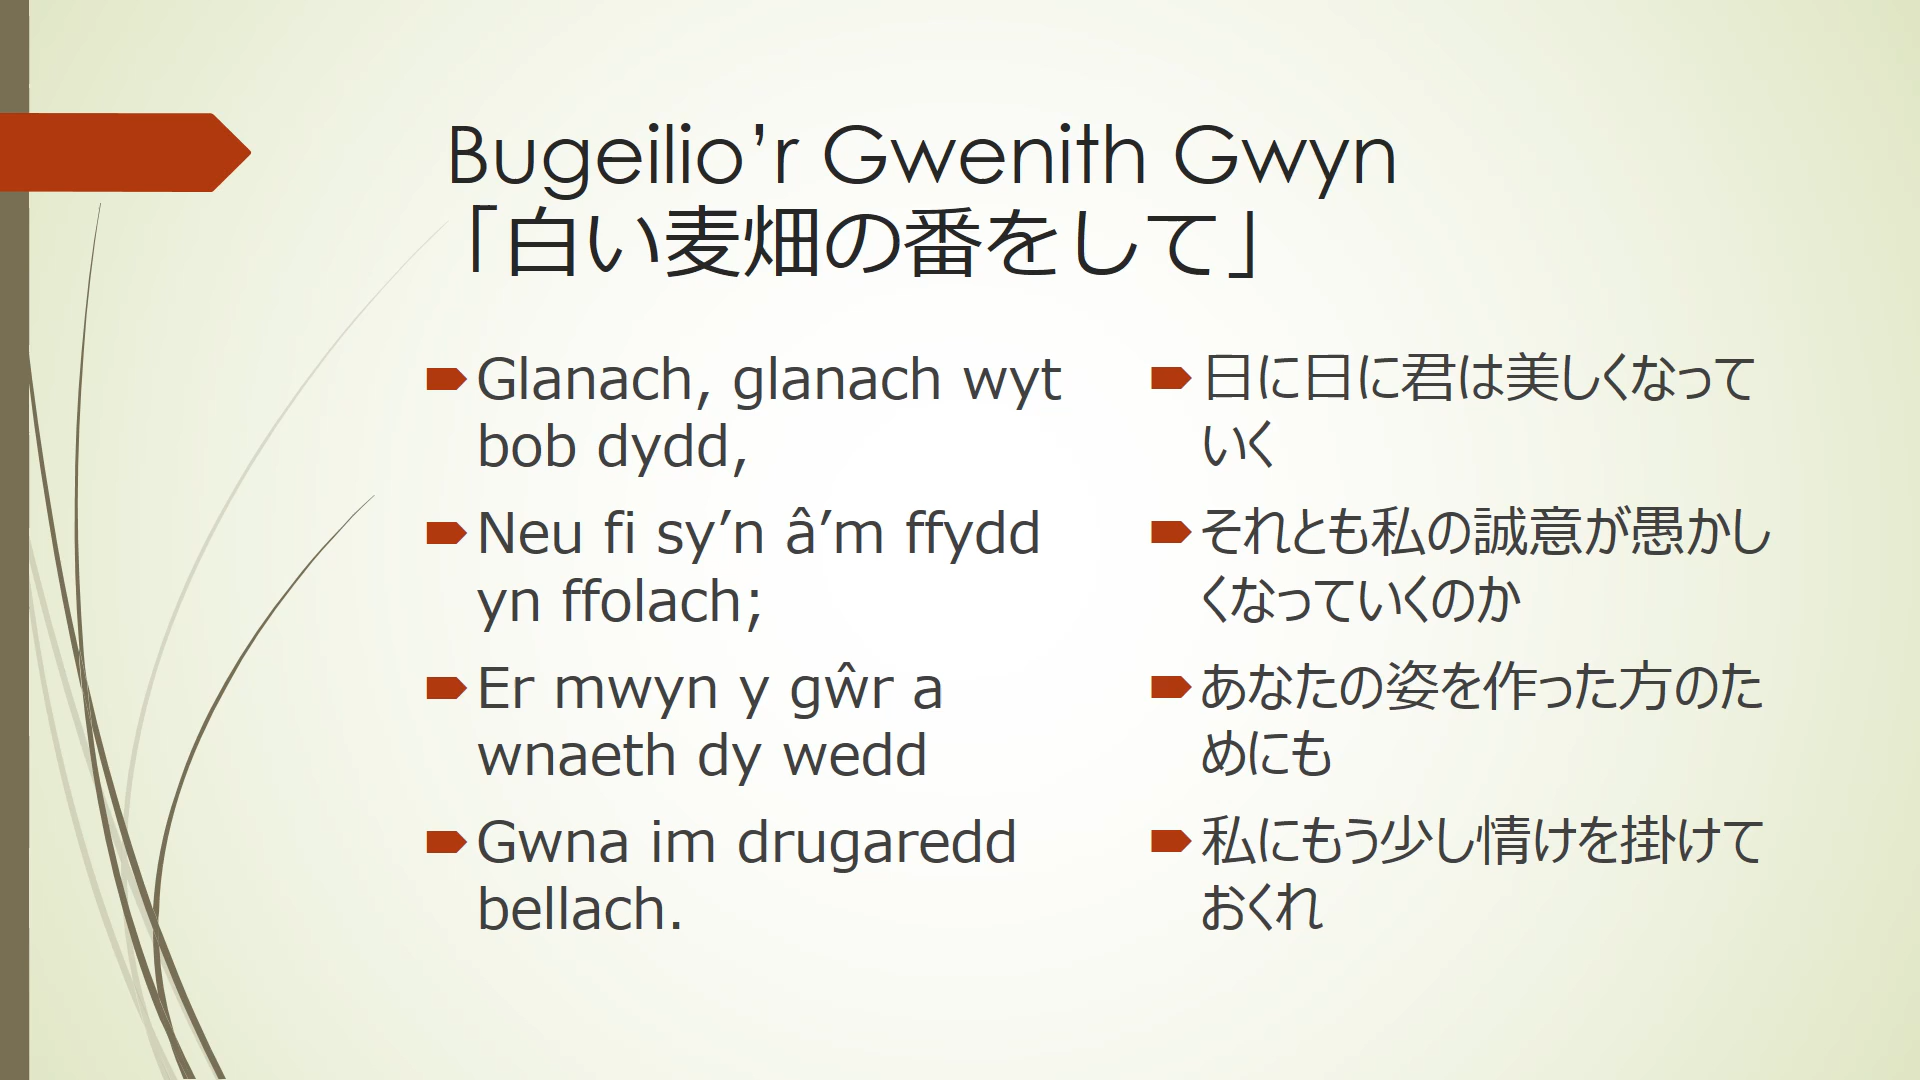 Bugeilio’r Gwenith Gwyn
「白い麦畑の番をして」
Glanach, glanach wyt
bob dydd,
Neu fi sy’n â’m ffydd
yn ffolach;
Er mwyn y gŵr a
wnaeth dy wedd
Gwna im drugaredd
bellach.
日に日に君は美しくなって
いく
それとも私の誠意が愚かし
くなっていくのか
あなたの姿を作った方のた
めにも
私にもう少し情けを掛けて
おくれ